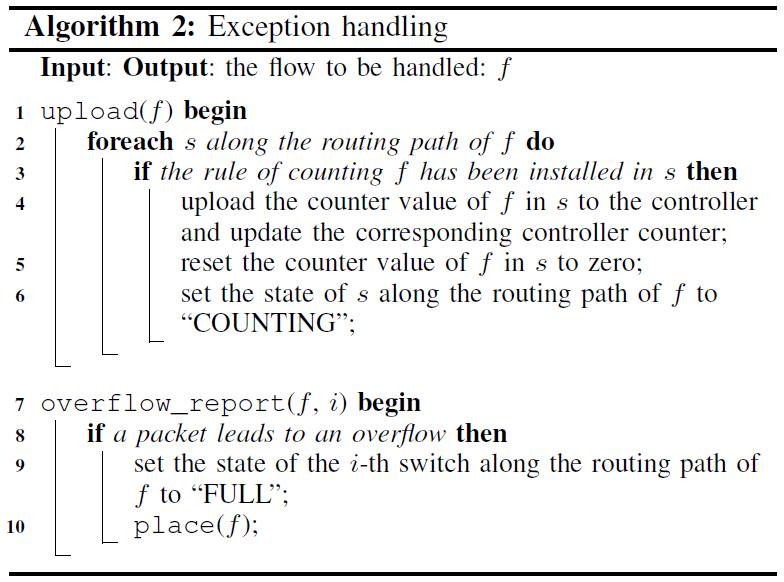 Algorithm 2: Exception handling
Input: Output: the flow to be handled: f
1 upload(f) begin
2 foreach s along the routing path of f do
3 if the rule of counting f has been installed in s then
4 upload the counter value of f in s to the controller
and update the corresponding controller counter;
5 reset the counter value of f in s to zero;
6 set the state of s along the routing path of f to
“COUNTING”;
7 overflow_report(f, i) begin
8 if a packet leads to an overflow then
9 set the state of the i-th switch along the routing path of
f to “FULL”;
10 place(f);